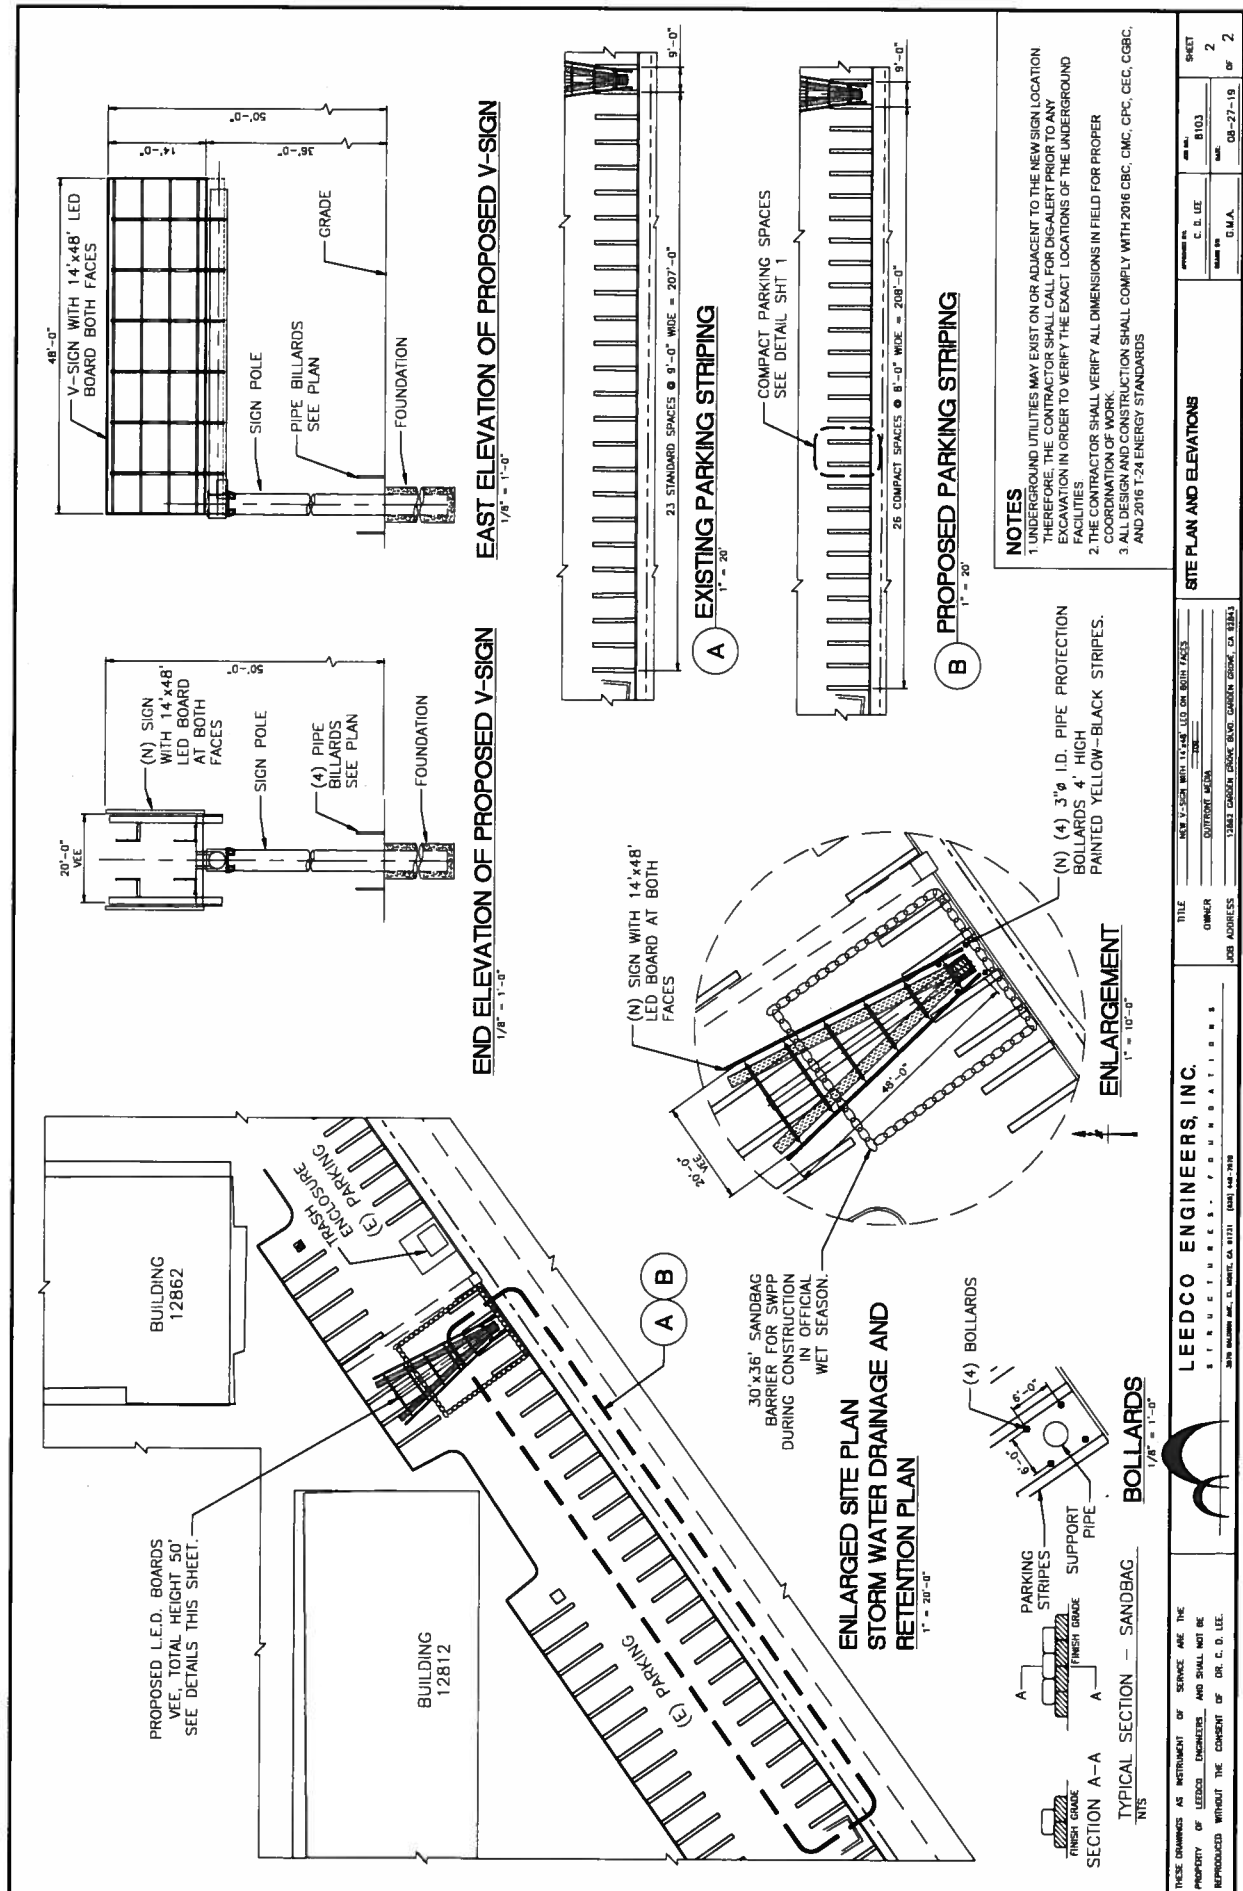 PROPOSED L.E.D. BOARDS
VEE, TOTAL HEIGHT 50'
SEE DETAILS THIS SHEET.
BUILDING
12862
BUILDING
12812
TRASH
ENCLOSURE
(E) PARKING
(E) PARKING
A
B
ENLARGED SITE PLAN
STORM WATER DRAINAGE AND
RETENTION PLAN
1" = 20'-0"
20'-0"
VEE
(N) SIGN
WITH 14'x48'
LED BOARD
AT BOTH
FACES
50'-0"
SIGN POLE
(4) PIPE
BILLARDS
SEE PLAN
FOUNDATION
END ELEVATION OF PROPOSED V-SIGN
1/8" = 1'-0"
48'-0"
V-SIGN WITH 14'x48' LED
BOARD BOTH FACES
14'-0"
36'-0"
50'-0"
SIGN POLE
GRADE
PIPE BILLARDS
SEE PLAN
FOUNDATION
EAST ELEVATION OF PROPOSED V-SIGN
1/8" = 1'-0"
9'-0"
23 STANDARD SPACES @ 9'-0" WIDE = 207'-0"
A
EXISTING PARKING STRIPING
1" = 20'
COMPACT PARKING SPACES
SEE DETAIL SHT 1
9'-0"
26 COMPACT SPACES @ 8'-0" WIDE = 208'-0"
B
PROPOSED PARKING STRIPING
1" = 20'
(N) SIGN WITH 14'x48'
LED BOARD AT BOTH
FACES
20'-0"
VEE
48'-0"
30'x36' SANDBAG
BARRIER FOR SWPP
DURING CONSTRUCTION
IN OFFICIAL
WET SEASON.
(N) (4) 3"ø I.D. PIPE PROTECTION
BOLLARDS 4' HIGH
PAINTED YELLOW-BLACK STRIPES.
ENLARGEMENT
1" = 10'-0"
(4) BOLLARDS
6'-0"
PARKING
STRIPES
SUPPORT
PIPE
BOLLARDS
1/8" = 1'-0"
A
FINISH GRADE
A
FINISH GRADE
SECTION A-A
TYPICAL SECTION - SANDBAG
NTS
NOTES
1. UNDERGROUND UTILITIES MAY EXIST ON OR ADJACENT TO THE NEW SIGN LOCATION
THEREFORE, THE CONTRACTOR SHALL CALL FOR DIG-ALERT PRIOR TO ANY
EXCAVATION IN ORDER TO VERIFY THE EXACT LOCATIONS OF THE UNDERGROUND
FACILITIES.
2. THE CONTRACTOR SHALL VERIFY ALL DIMENSIONS IN FIELD FOR PROPER
COORDINATION OF WORK.
3. ALL DESIGN AND CONSTRUCTION SHALL COMPLY WITH 2016 CBC, CMC, CPC, CEC, CGBC,
AND 2016 T-24 ENERGY STANDARDS
THESE DRAWINGS AS INSTRUMENT OF SERVICE ARE THE
PROPERTY OF LEEDCO ENGINEERS AND SHALL NOT BE
REPRODUCED WITHOUT THE CONSENT OF DR. C. D. LEE.
LEEDCO ENGINEERS, INC.
STRUCTURES - FOUNDATIONS
TITLE
NEW V-SIGN WITH 14'x48' LED ON BOTH FACES
OWNER
OUTFRONT MEDIA
JOB ADDRESS
12862 GARDEN GROVE BLVD. GARDEN GROVE, CA 92843
SITE PLAN AND ELEVATIONS
C. D. LEE
G.M.A.
JOB NO.
8103
DATE:
08-27-19
SHEET
2
OF 2